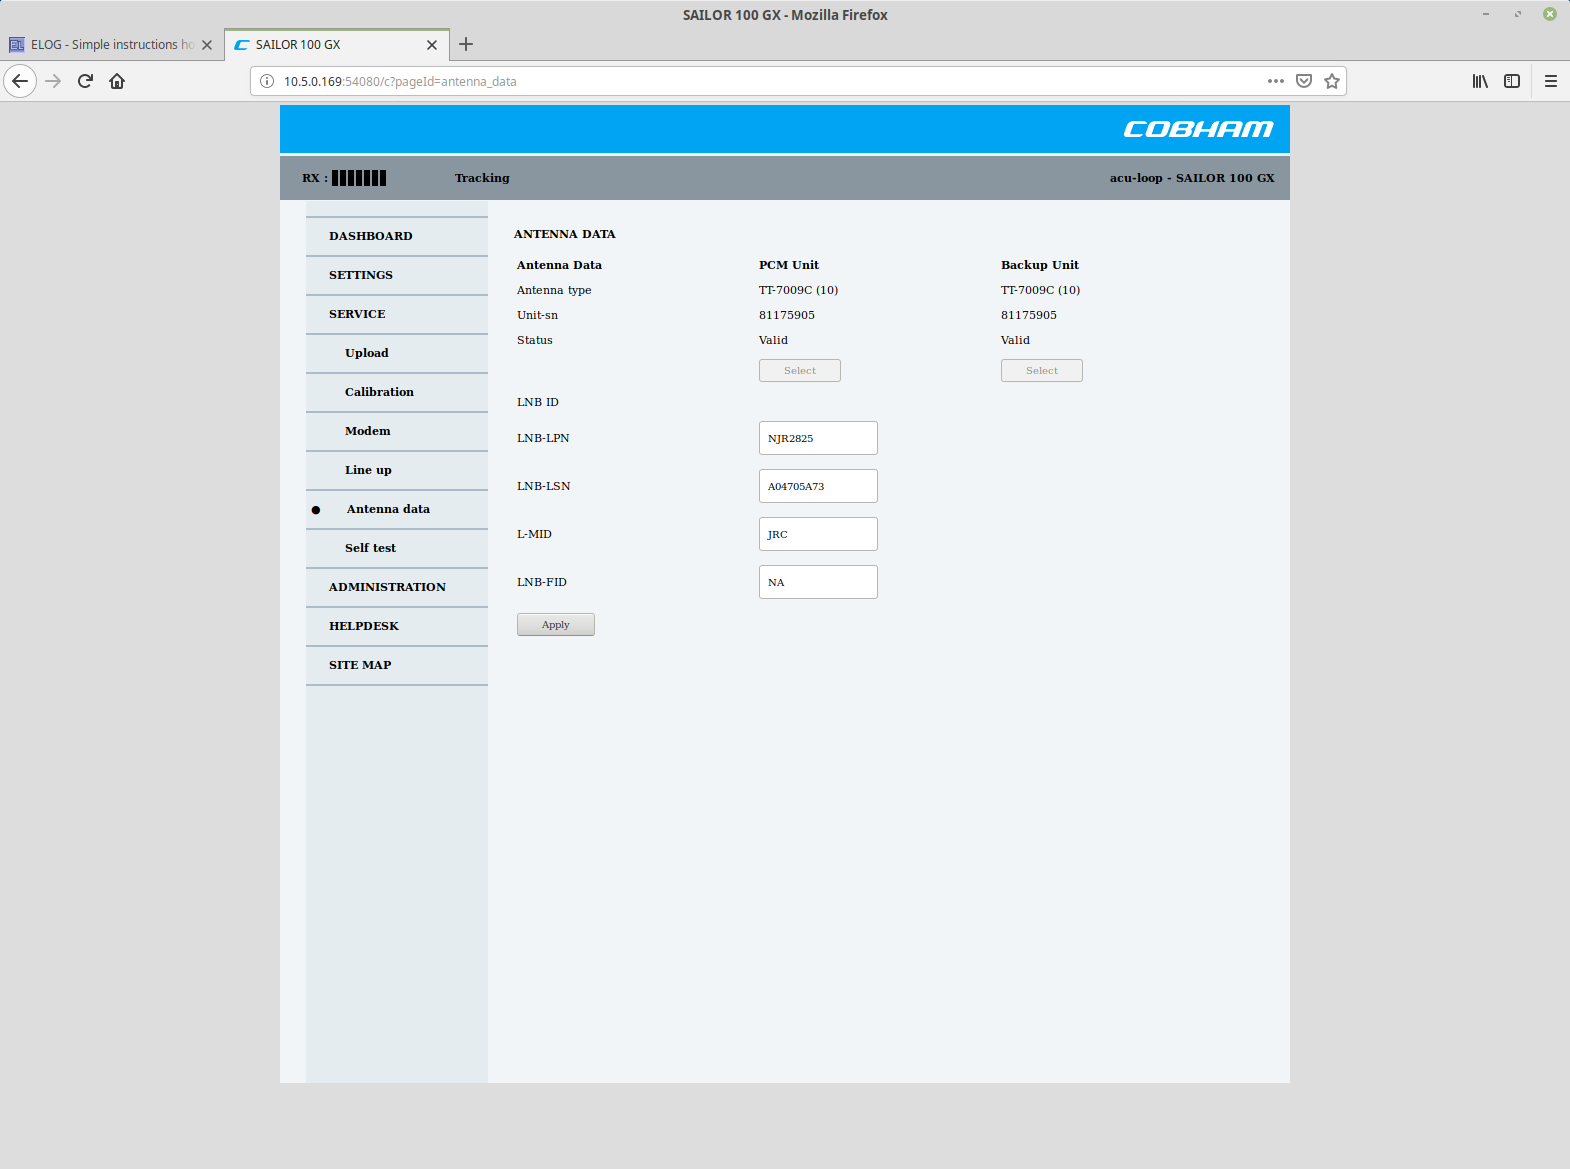 SAILOR 100 GX - Mozilla Firefox
ELOG - Simple instructions ho
SAILOR 100 GX
10.5.0.169:54080/c?pageId=antenna_data
COBHAM
RX :
Tracking
acu-loop - SAILOR 100 GX
DASHBOARD
SETTINGS
SERVICE
Upload
Calibration
Modem
Line up
Antenna data
Self test
ADMINISTRATION
HELPDESK
SITE MAP
ANTENNA DATA
Antenna Data PCM Unit Backup Unit
Antenna type TT-7009C (10) TT-7009C (10)
Unit-sn 81175905 81175905
Status Valid Valid
Select Select
LNB ID
LNB-LPN NJR2825
LNB-LSN A04705A73
L-MID JRC
LNB-FID NA
Apply